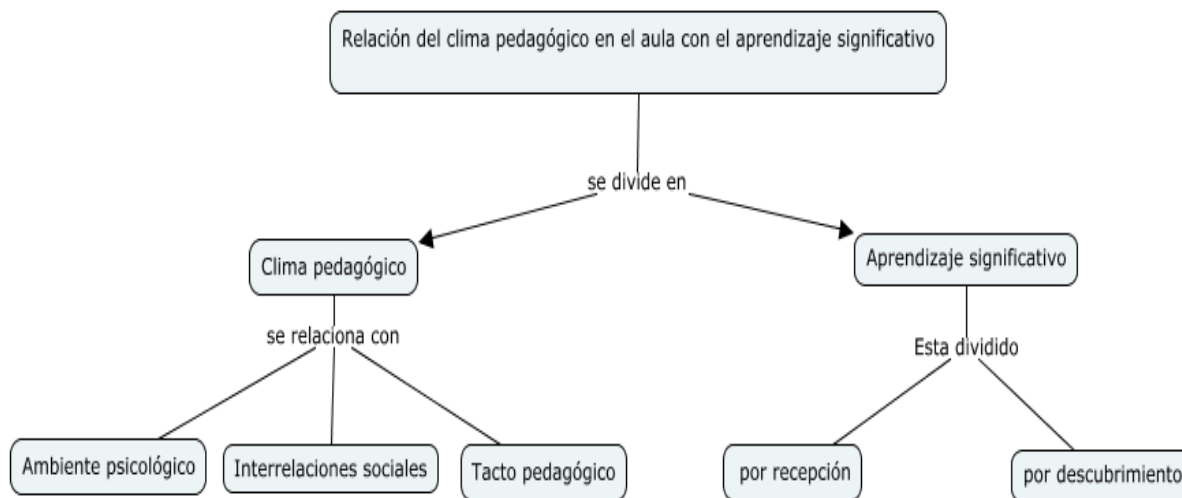 Relación del clima pedagógico en el aula con el aprendizaje significativo
se divide en
Clima pedagógico
Aprendizaje significativo
se relaciona con
Esta dividido
Ambiente psicológico
Interrelaciones sociales
Tacto pedagógico
por recepción
por descubrimiento